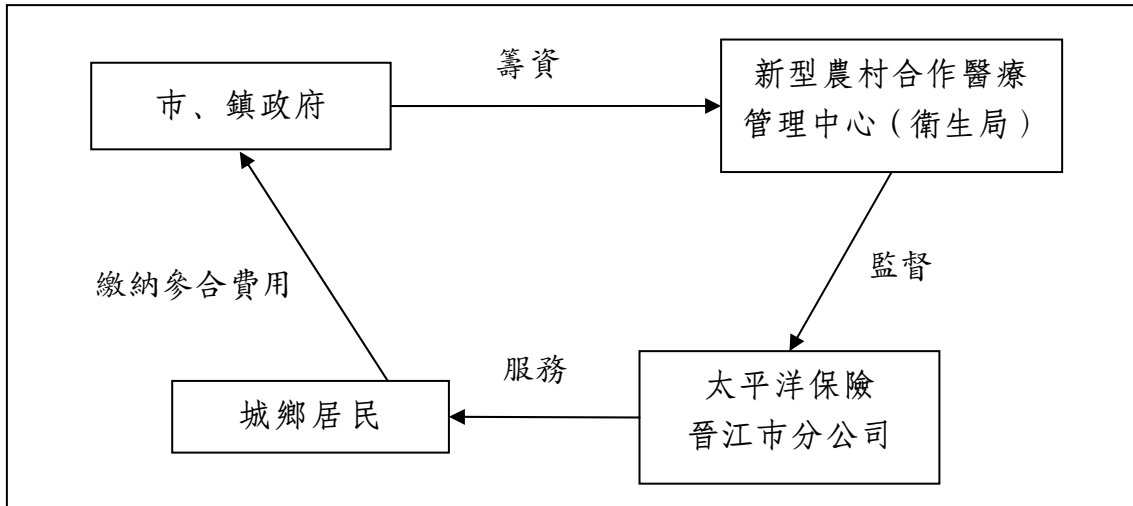 籌資
市、鎮政府
新型農村合作醫療
管理中心（衛生局）
繳納參合費用
監督
服務
城鄉居民
太平洋保險
晉江市分公司